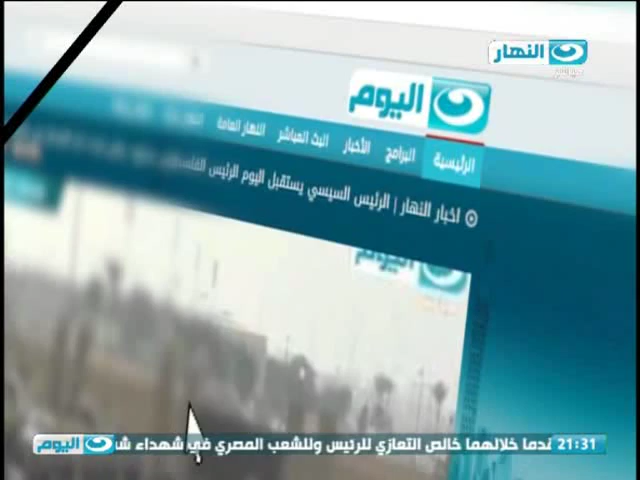 النهار
اليوم
الرئيسية البرامج الأخبار البث المباشر النهار العامة
اخبار النهار | الرئيس السيسي يستقبل اليوم الرئيس
اليوم
21:31 قدما خلالهما خالص التعازي للرئيس وللشعب المصري في شهداء اليوم